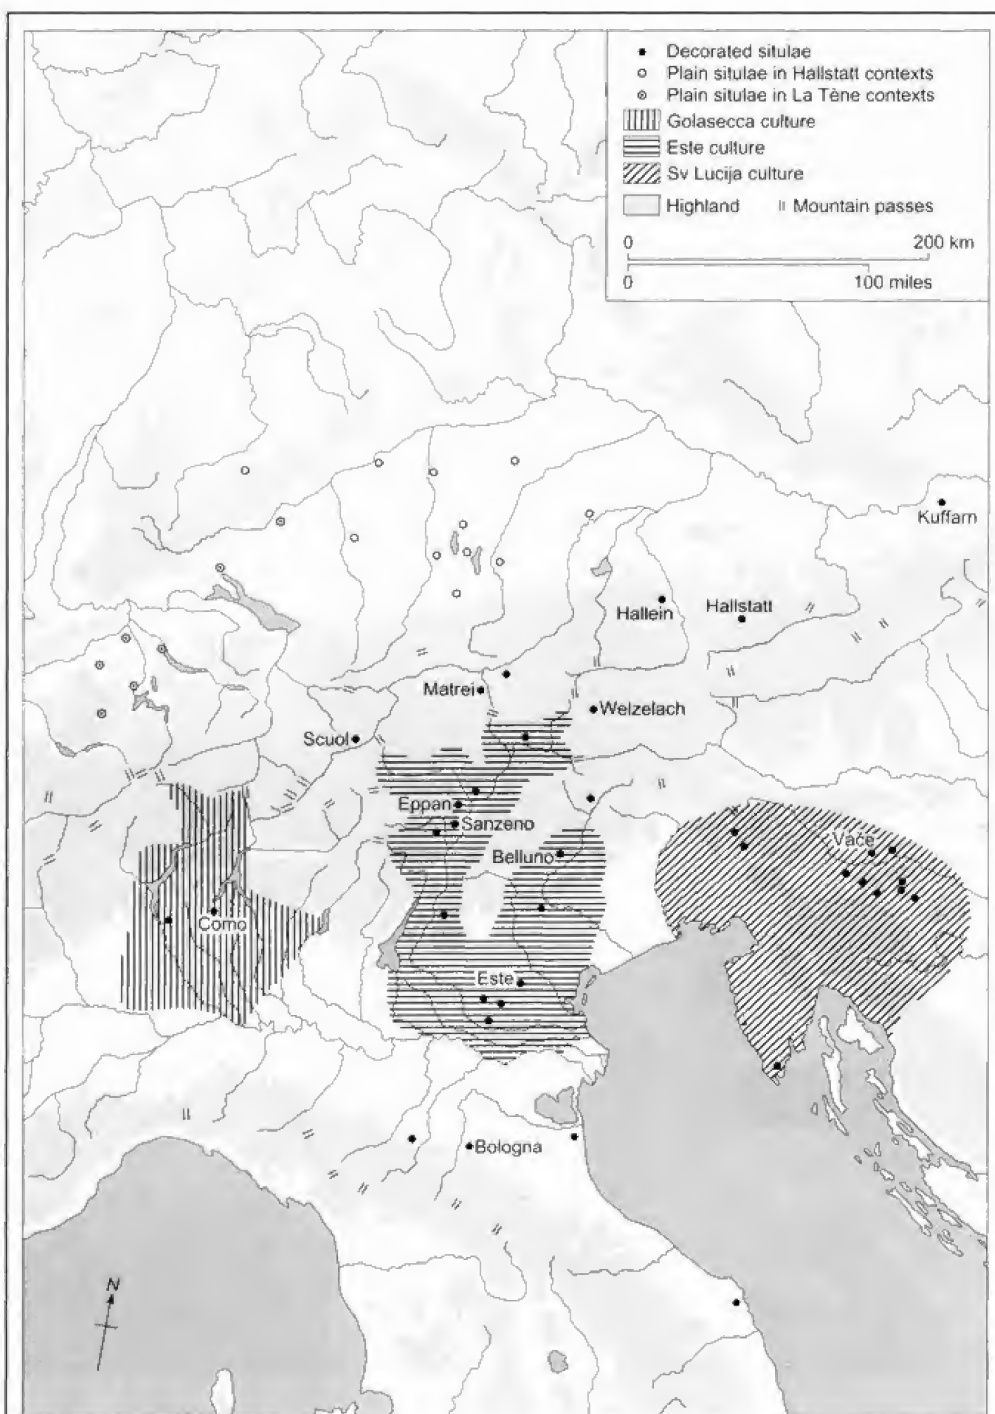 Decorated situlae
Plain situlae in Hallstatt contexts
Plain situlae in La Tène contexts
Golasecca culture
Este culture
Sv Lucija culture
Highland Mountain passes
0 200 km
0 100 miles
Kuffarn
Hallein
Hallstatt
Matrei
Welzelach
Scuol
Eppan
Sanzeno
Belluno
Vače
Como
Este
Bologna
N